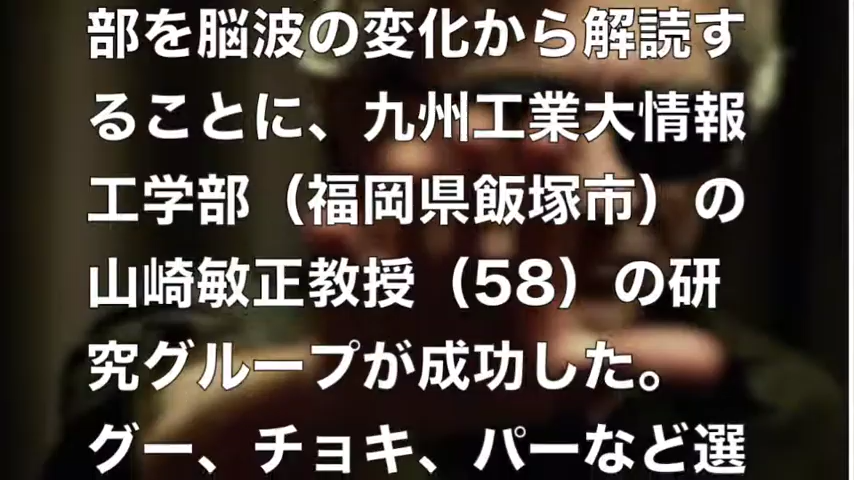 部を脳波の変化から解読す
ることに、九州工業大情報
工学部（福岡県飯塚市）の
山崎敏正教授（58）の研
究グループが成功した。
グー、チョキ、パーなど選